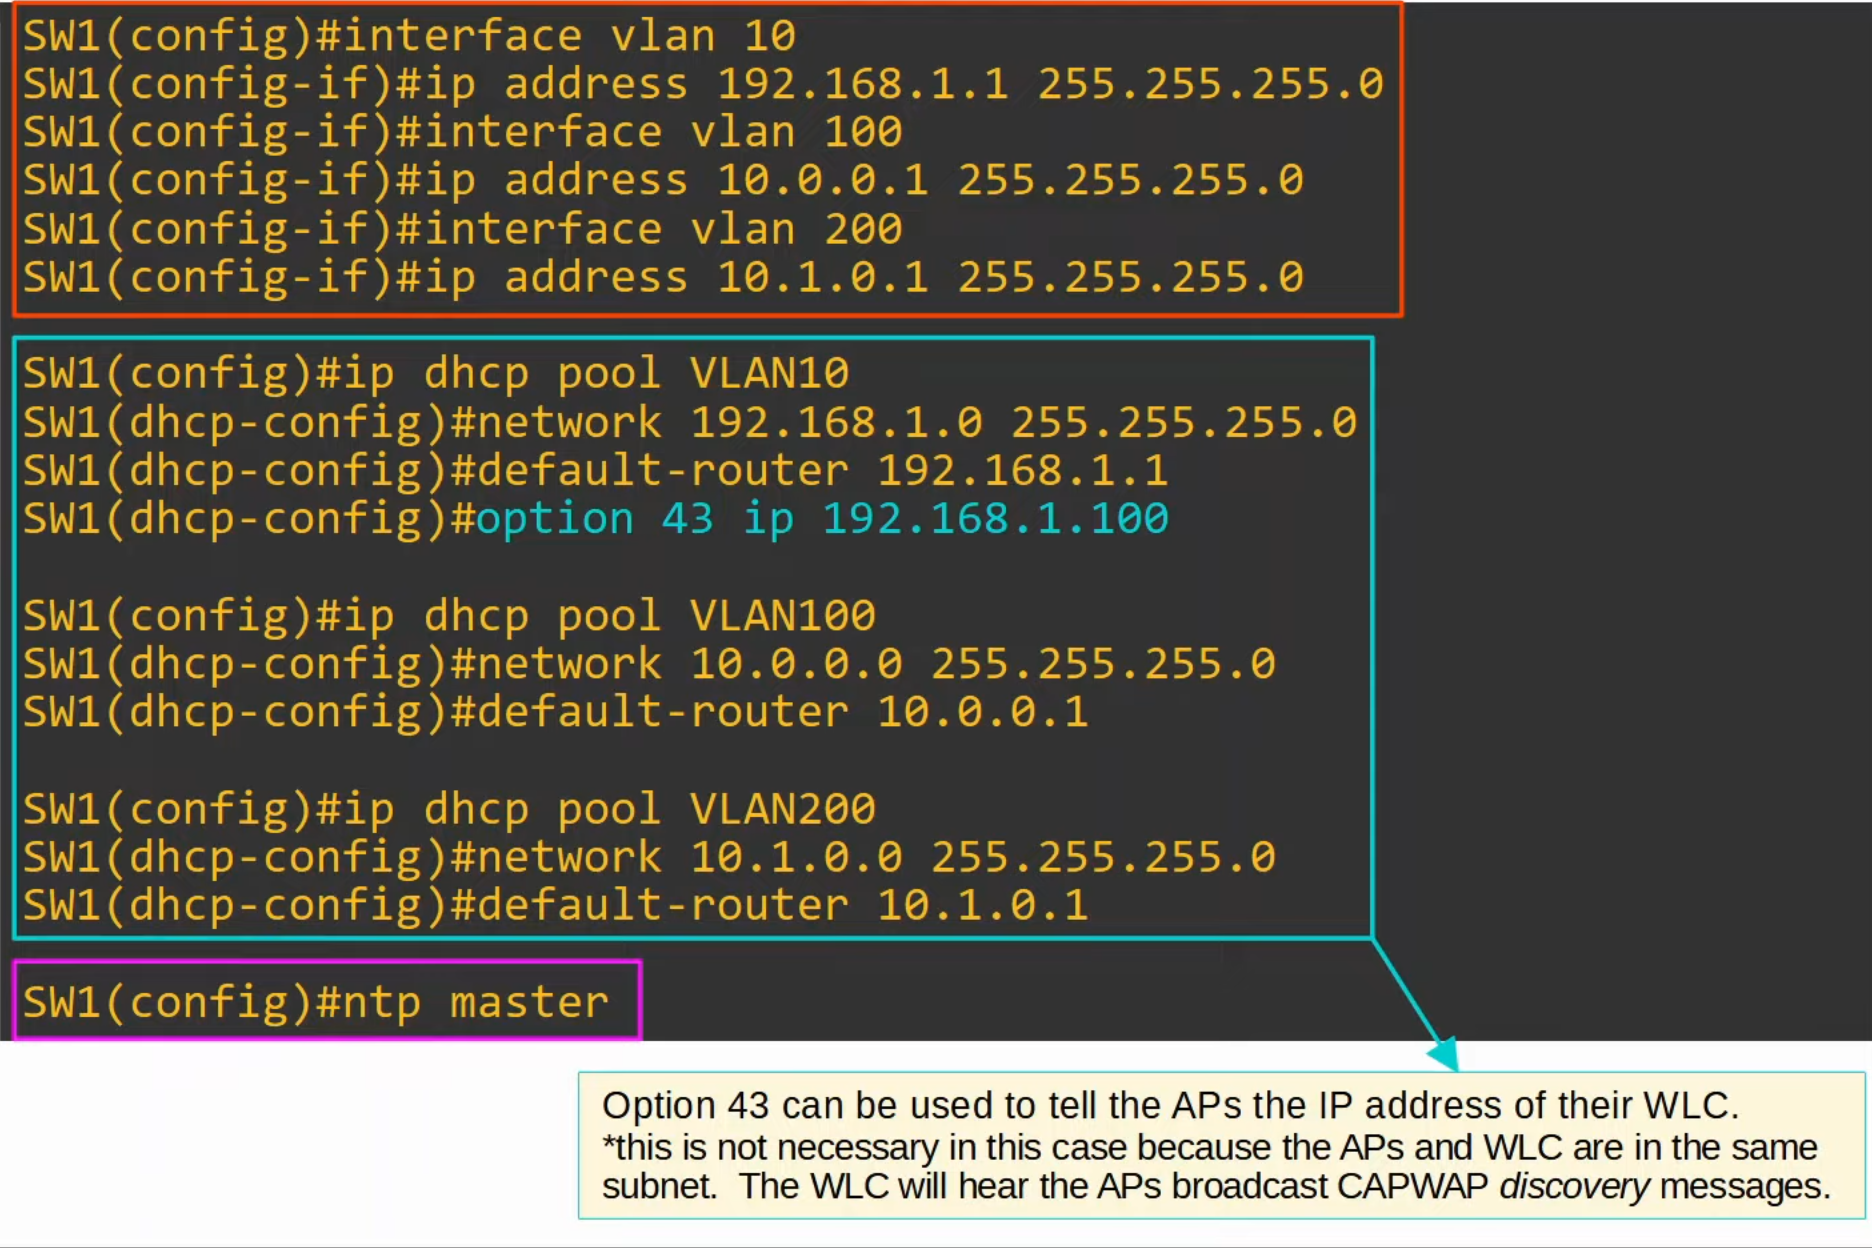 SW1(config)#interface vlan 10
SW1(config-if)#ip address 192.168.1.1 255.255.255.0
SW1(config-if)#interface vlan 100
SW1(config-if)#ip address 10.0.0.1 255.255.255.0
SW1(config-if)#interface vlan 200
SW1(config-if)#ip address 10.1.0.1 255.255.255.0
SW1(config)#ip dhcp pool VLAN10
SW1(dhcp-config)#network 192.168.1.0 255.255.255.0
SW1(dhcp-config)#default-router 192.168.1.1
SW1(dhcp-config)#option 43 ip 192.168.1.100
SW1(config)#ip dhcp pool VLAN100
SW1(dhcp-config)#network 10.0.0.0 255.255.255.0
SW1(dhcp-config)#default-router 10.0.0.1
SW1(config)#ip dhcp pool VLAN200
SW1(dhcp-config)#network 10.1.0.0 255.255.255.0
SW1(dhcp-config)#default-router 10.1.0.1
SW1(config)#ntp master
Option 43 can be used to tell the APs the IP address of their WLC.
*this is not necessary in this case because the APs and WLC are in the same
subnet. The WLC will hear the APs broadcast CAPWAP discovery messages.